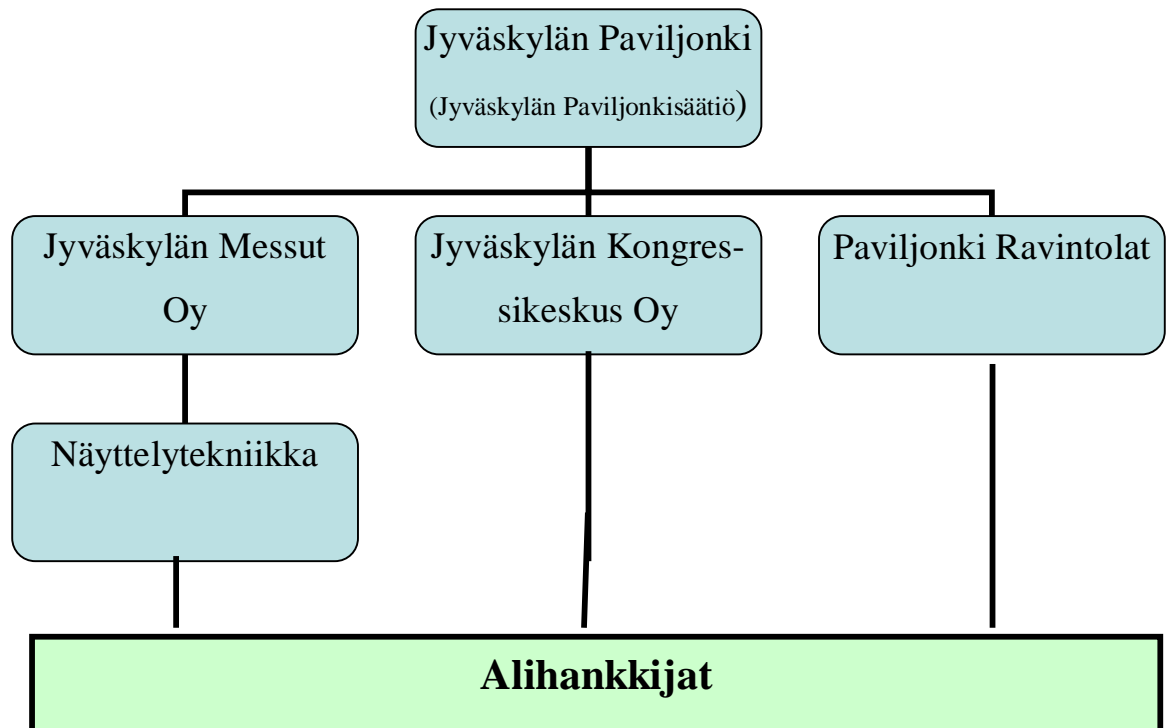 Jyväskylän Paviljonki
(Jyväskylän Paviljonkisäätiö)
Jyväskylän Messut
Oy
Jyväskylän Kongres-
sikeskus Oy
Paviljonki Ravintolat
Näyttelytekniikka
Alihankkijat